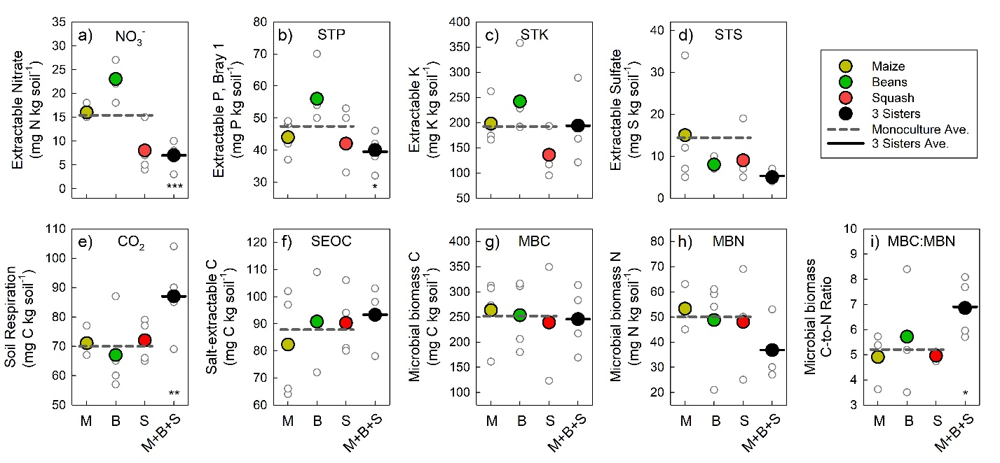 a) NO₃⁻
Extractable Nitrate
(mg N kg soil⁻¹)
35
30
25
20
15
10
5
0
***
b) STP
Extractable P, Bray 1
(mg P kg soil⁻¹)
80
70
60
50
40
30
*
c) STK
Extractable K
(mg K kg soil⁻¹)
400
350
300
250
200
150
100
50
d) STS
Extractable Sulfate
(mg S kg soil⁻¹)
40
30
20
10
0
Maize
Beans
Squash
3 Sisters
Monoculture Ave.
3 Sisters Ave.
e) CO₂
Soil Respiration
(mg C kg soil⁻¹)
110
100
90
80
70
60
50
**
M B S M+B+S
f) SEOC
Salt-extractable C
(mg C kg soil⁻¹)
120
110
100
90
80
70
60
M B S M+B+S
g) MBC
Microbial biomass C
(mg C kg soil⁻¹)
400
350
300
250
200
150
100
M B S M+B+S
h) MBN
Microbial biomass N
(mg N kg soil⁻¹)
80
70
60
50
40
30
20
M B S M+B+S
i) MBC:MBN
Microbial biomass
C-to-N Ratio
10
9
8
7
6
5
4
3
*
M B S M+B+S